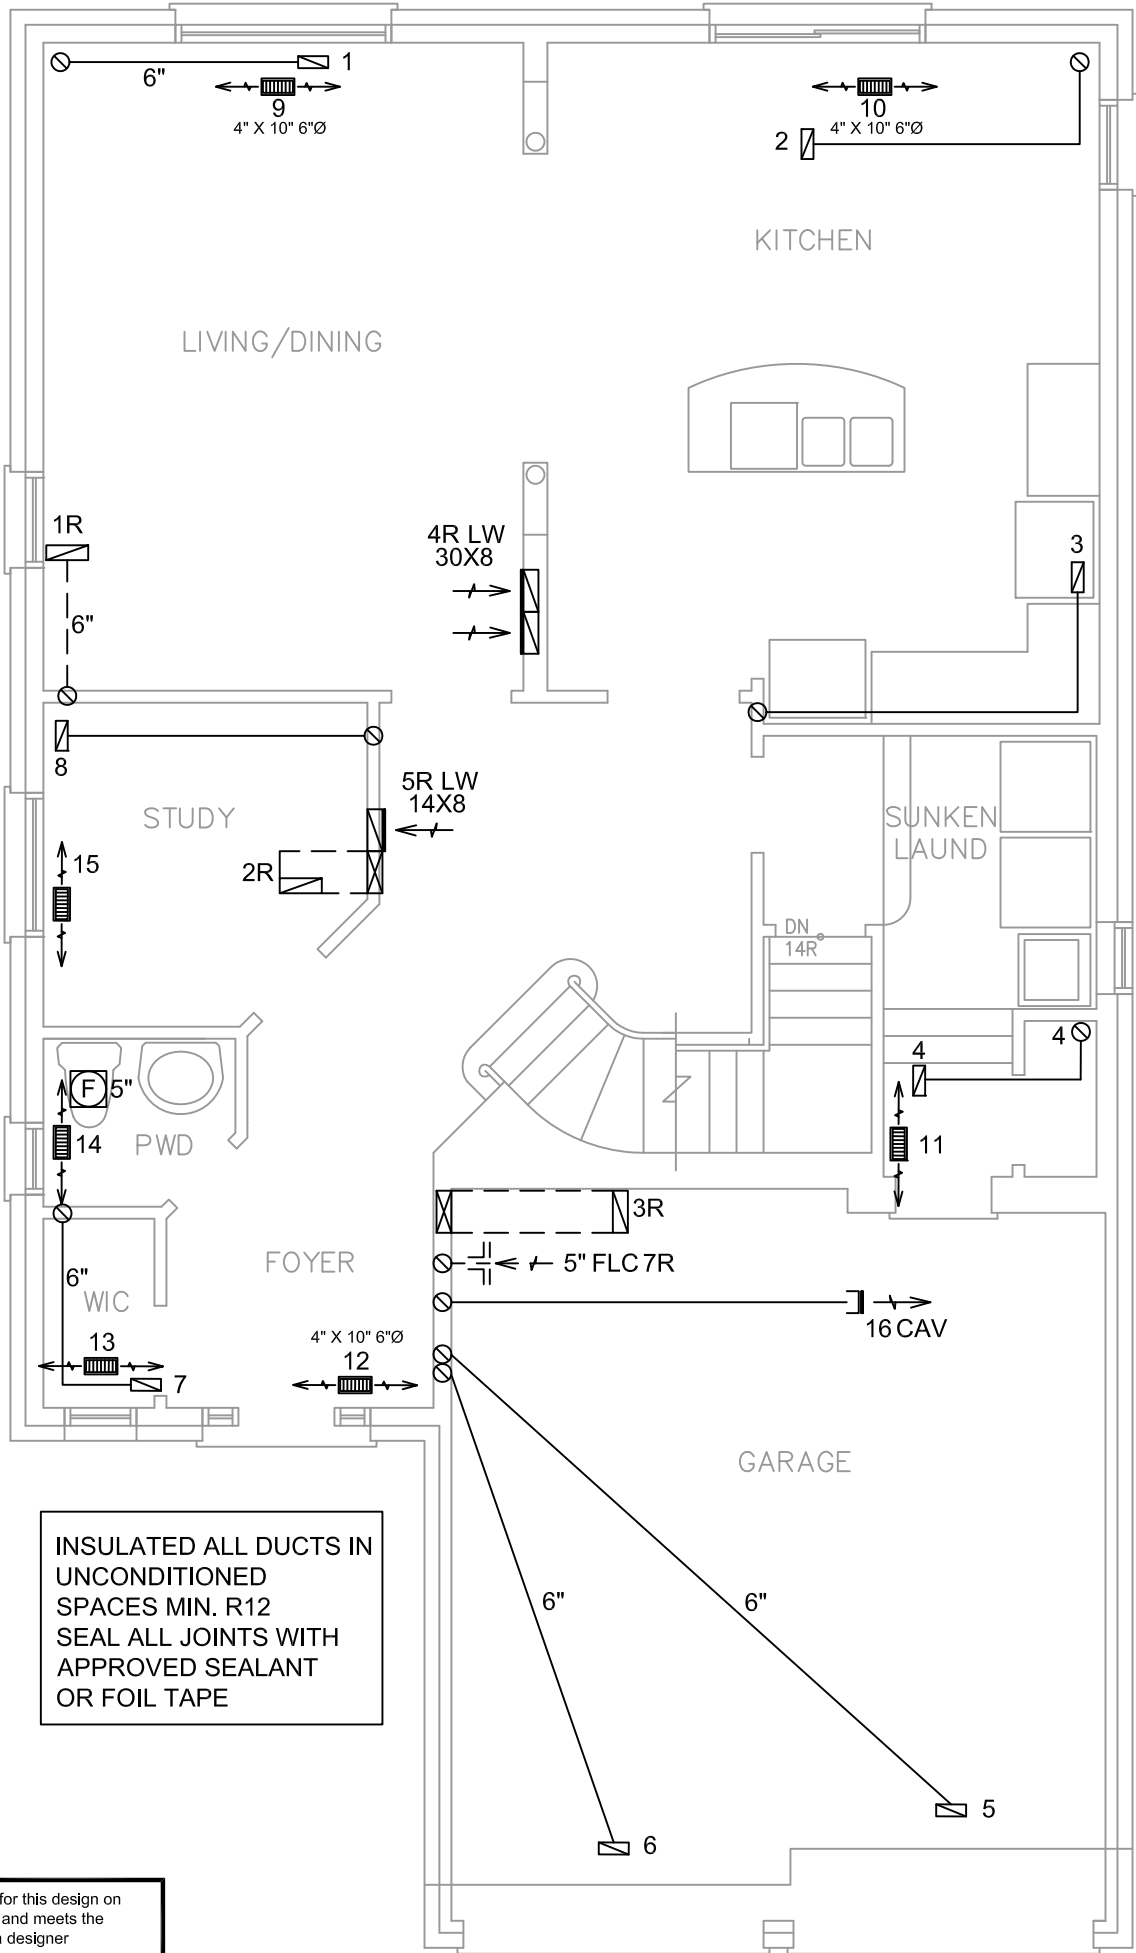 1
6"
9
4" X 10" 6"Ø
10
4" X 10" 6"Ø
2
KITCHEN
LIVING/DINING
1R
6"
4R LW
30X8
3
8
STUDY
5R LW
14X8
2R
15
SUNKEN
LAUND
DN
14R
4
4
F 5"
14
PWD
11
3R
FOYER
5" FLC 7R
6"
WIC
16 CAV
13
7
4" X 10" 6"Ø
12
GARAGE
INSULATED ALL DUCTS IN
UNCONDITIONED
SPACES MIN. R12
SEAL ALL JOINTS WITH
APPROVED SEALANT
OR FOIL TAPE
6"
6"
5
6
for this design on
and meets the
designer